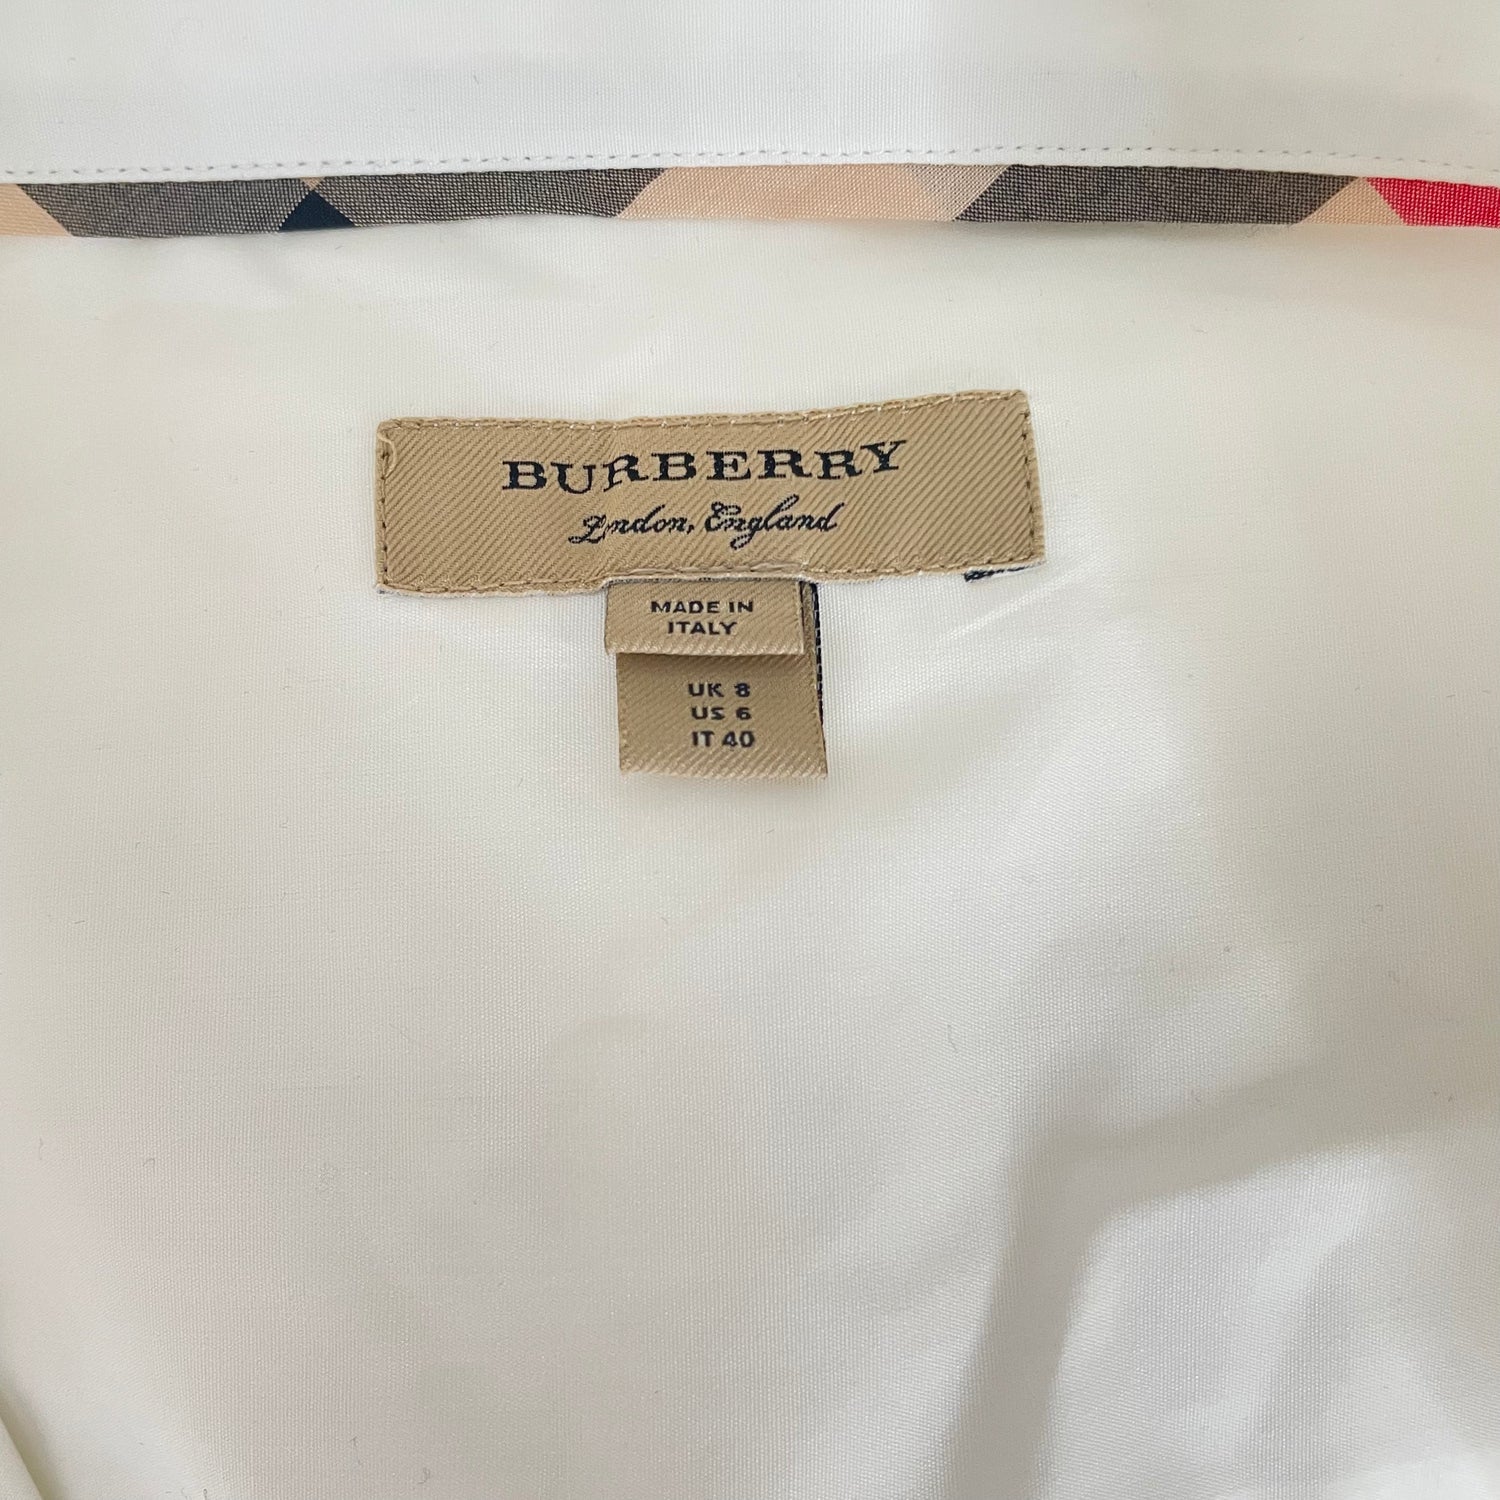 BURBERRY
London, England
MADE IN
ITALY
UK 8
US 6
IT 40